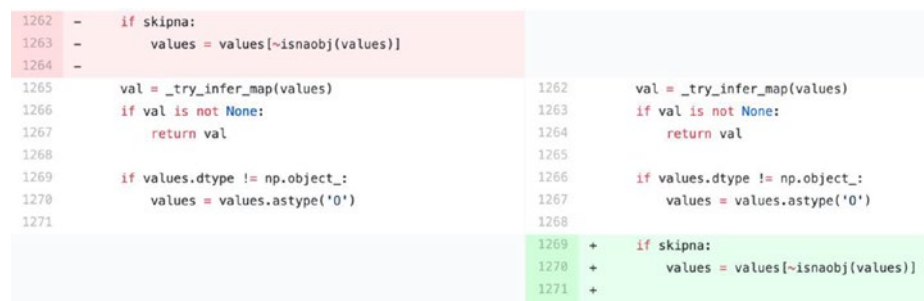 1262 - if skipna:
1263 - values = values[~isnaobj(values)]
1264 -
1265 val = _try_infer_map(values)
1266 if val is not None:
1267 return val
1268
1269 if values.dtype != np.object_:
1270 values = values.astype('O')
1271
1262 val = _try_infer_map(values)
1263 if val is not None:
1264 return val
1265
1266 if values.dtype != np.object_:
1267 values = values.astype('O')
1268
1269 + if skipna:
1270 + values = values[~isnaobj(values)]
1271 +